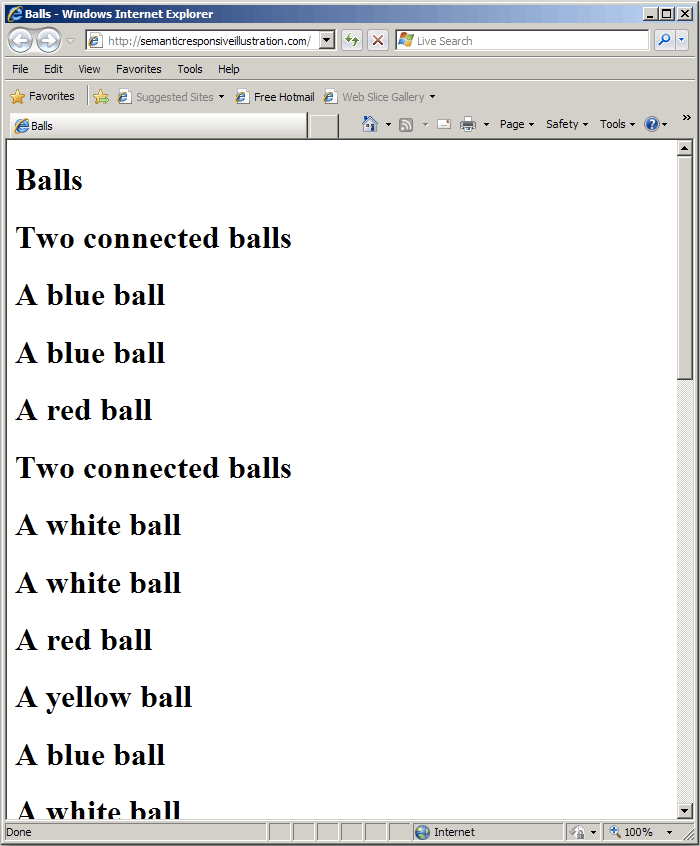 Balls - Windows Internet Explorer
http://semanticresponsiveillustration.com/ Live Search
File Edit View Favorites Tools Help
Favorites Suggested Sites Free Hotmail Web Slice Gallery
Balls Page Safety Tools »
Balls
Two connected balls
A blue ball
A blue ball
A red ball
Two connected balls
A white ball
A white ball
A red ball
A yellow ball
A blue ball
A white ball
Done Internet 100%